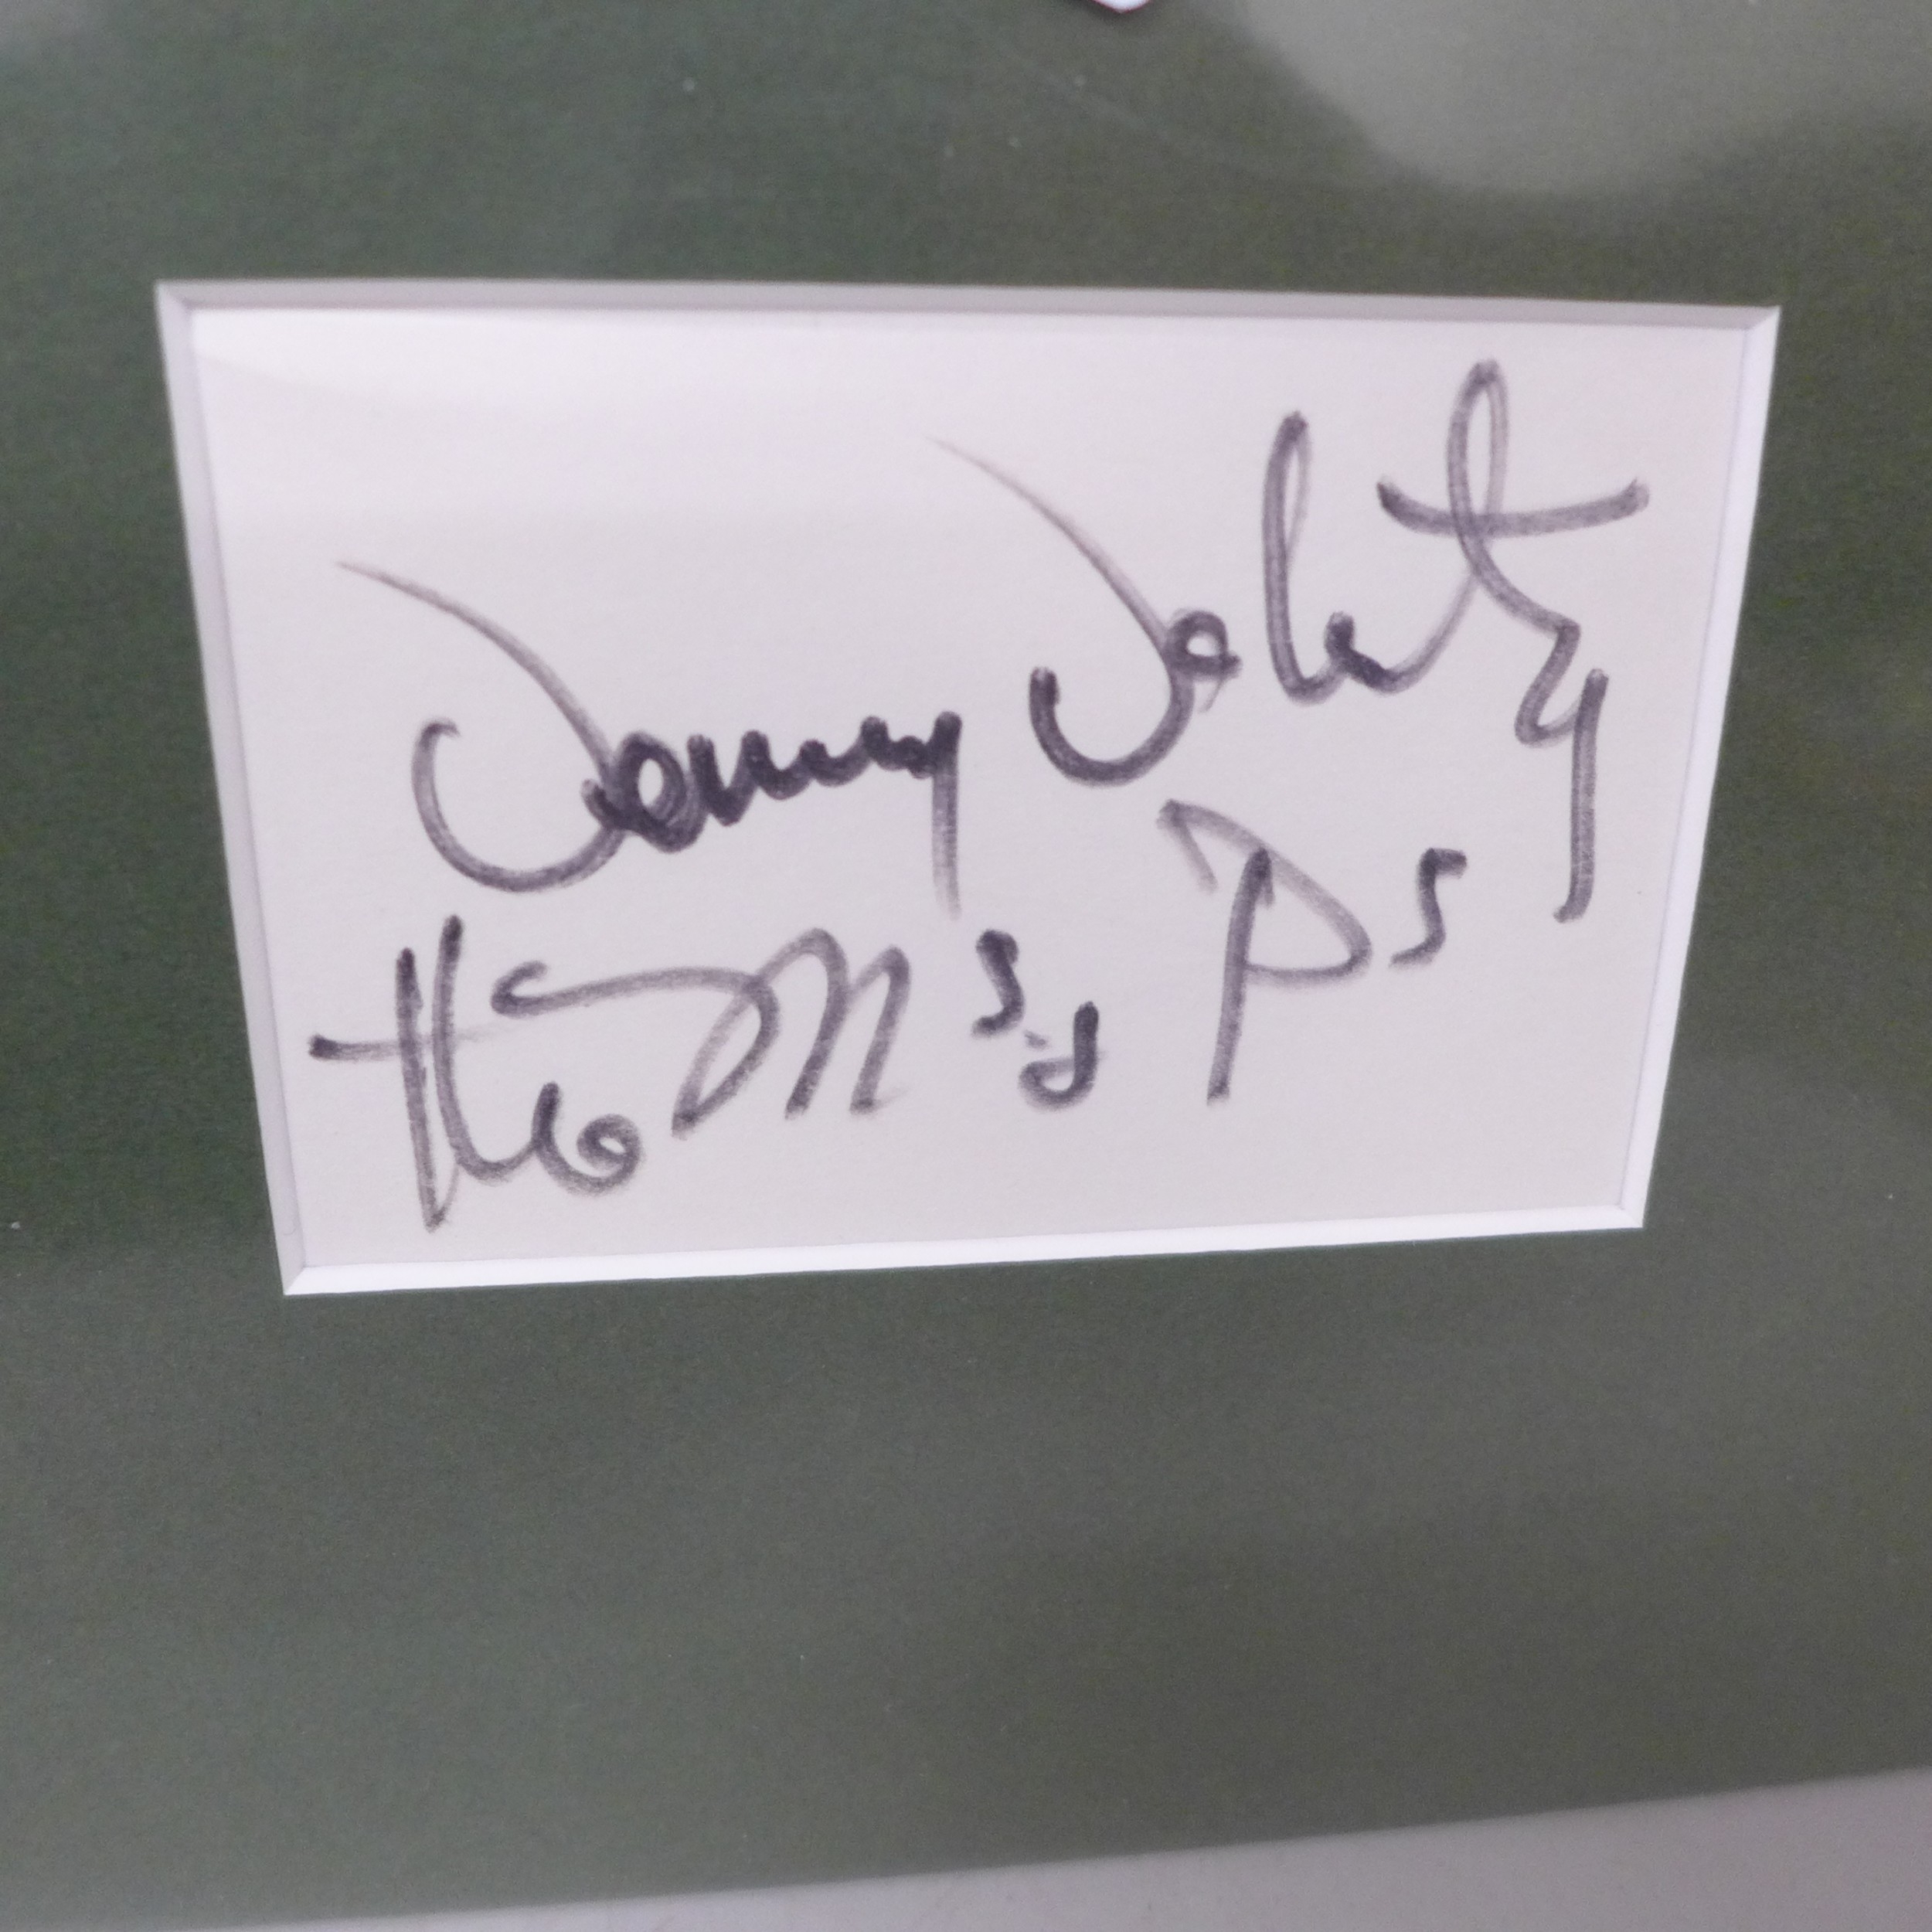 Denny Doherty
the M's & P's